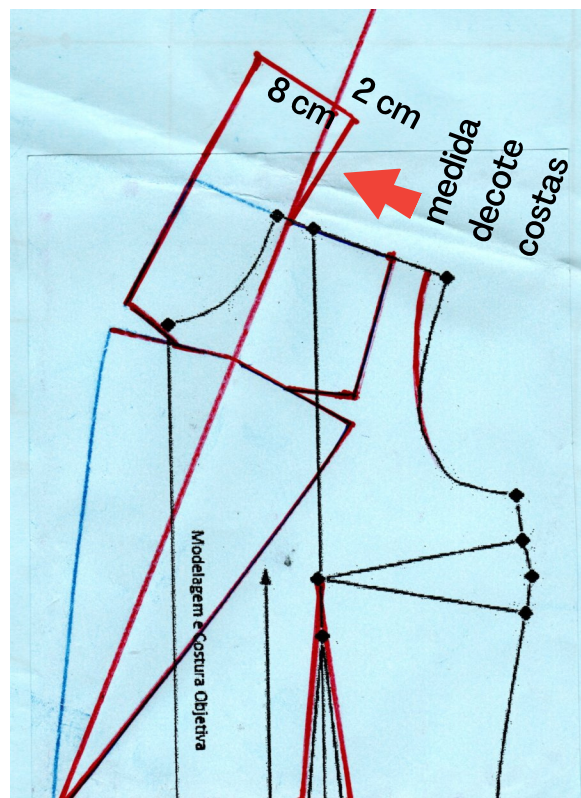 8 cm
2 cm
medida
decote
costas
Modelagem e Costura Objetiva